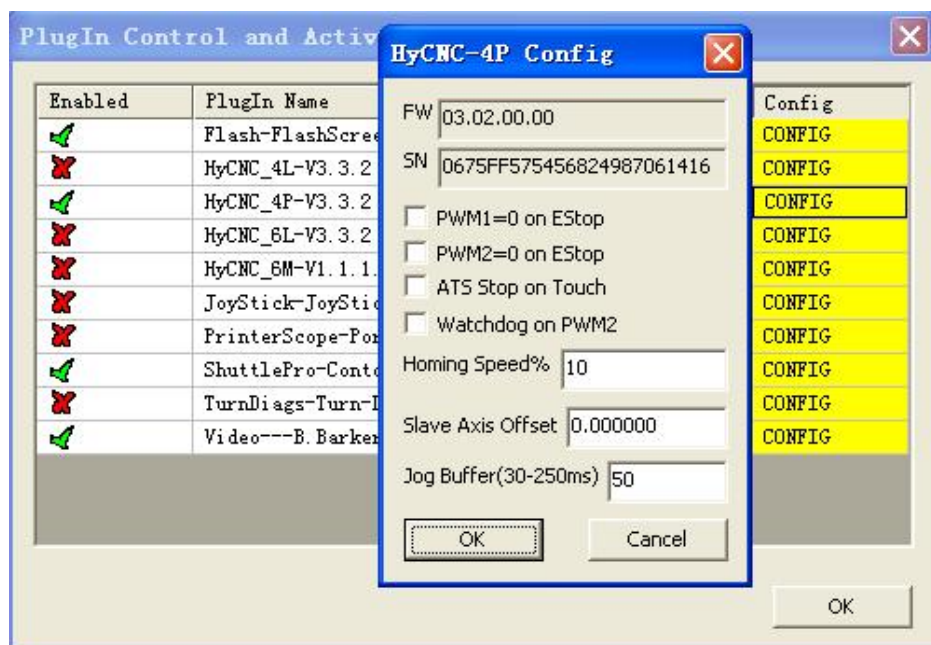 PlugIn Control and Activ
Enabled PlugIn Name Config
Flash-FlashScree CONFIG
HyCNC_4L-V3.3.2 CONFIG
HyCNC_4P-V3.3.2 CONFIG
HyCNC_6L-V3.3.2 CONFIG
HyCNC_6M-V1.1.1. CONFIG
JoyStick-JoyStic CONFIG
PrinterScope-Por CONFIG
ShuttlePro-Conto CONFIG
TurnDiags-Turn-D CONFIG
Video---B.Barker CONFIG
OK
HyCNC-4P Config
FW 03.02.00.00
SN 0675FF575456824987061416
PWM1=0 on EStop
PWM2=0 on EStop
ATS Stop on Touch
Watchdog on PWM2
Homing Speed% 10
Slave Axis Offset 0.000000
Jog Buffer(30-250ms) 50
OK Cancel